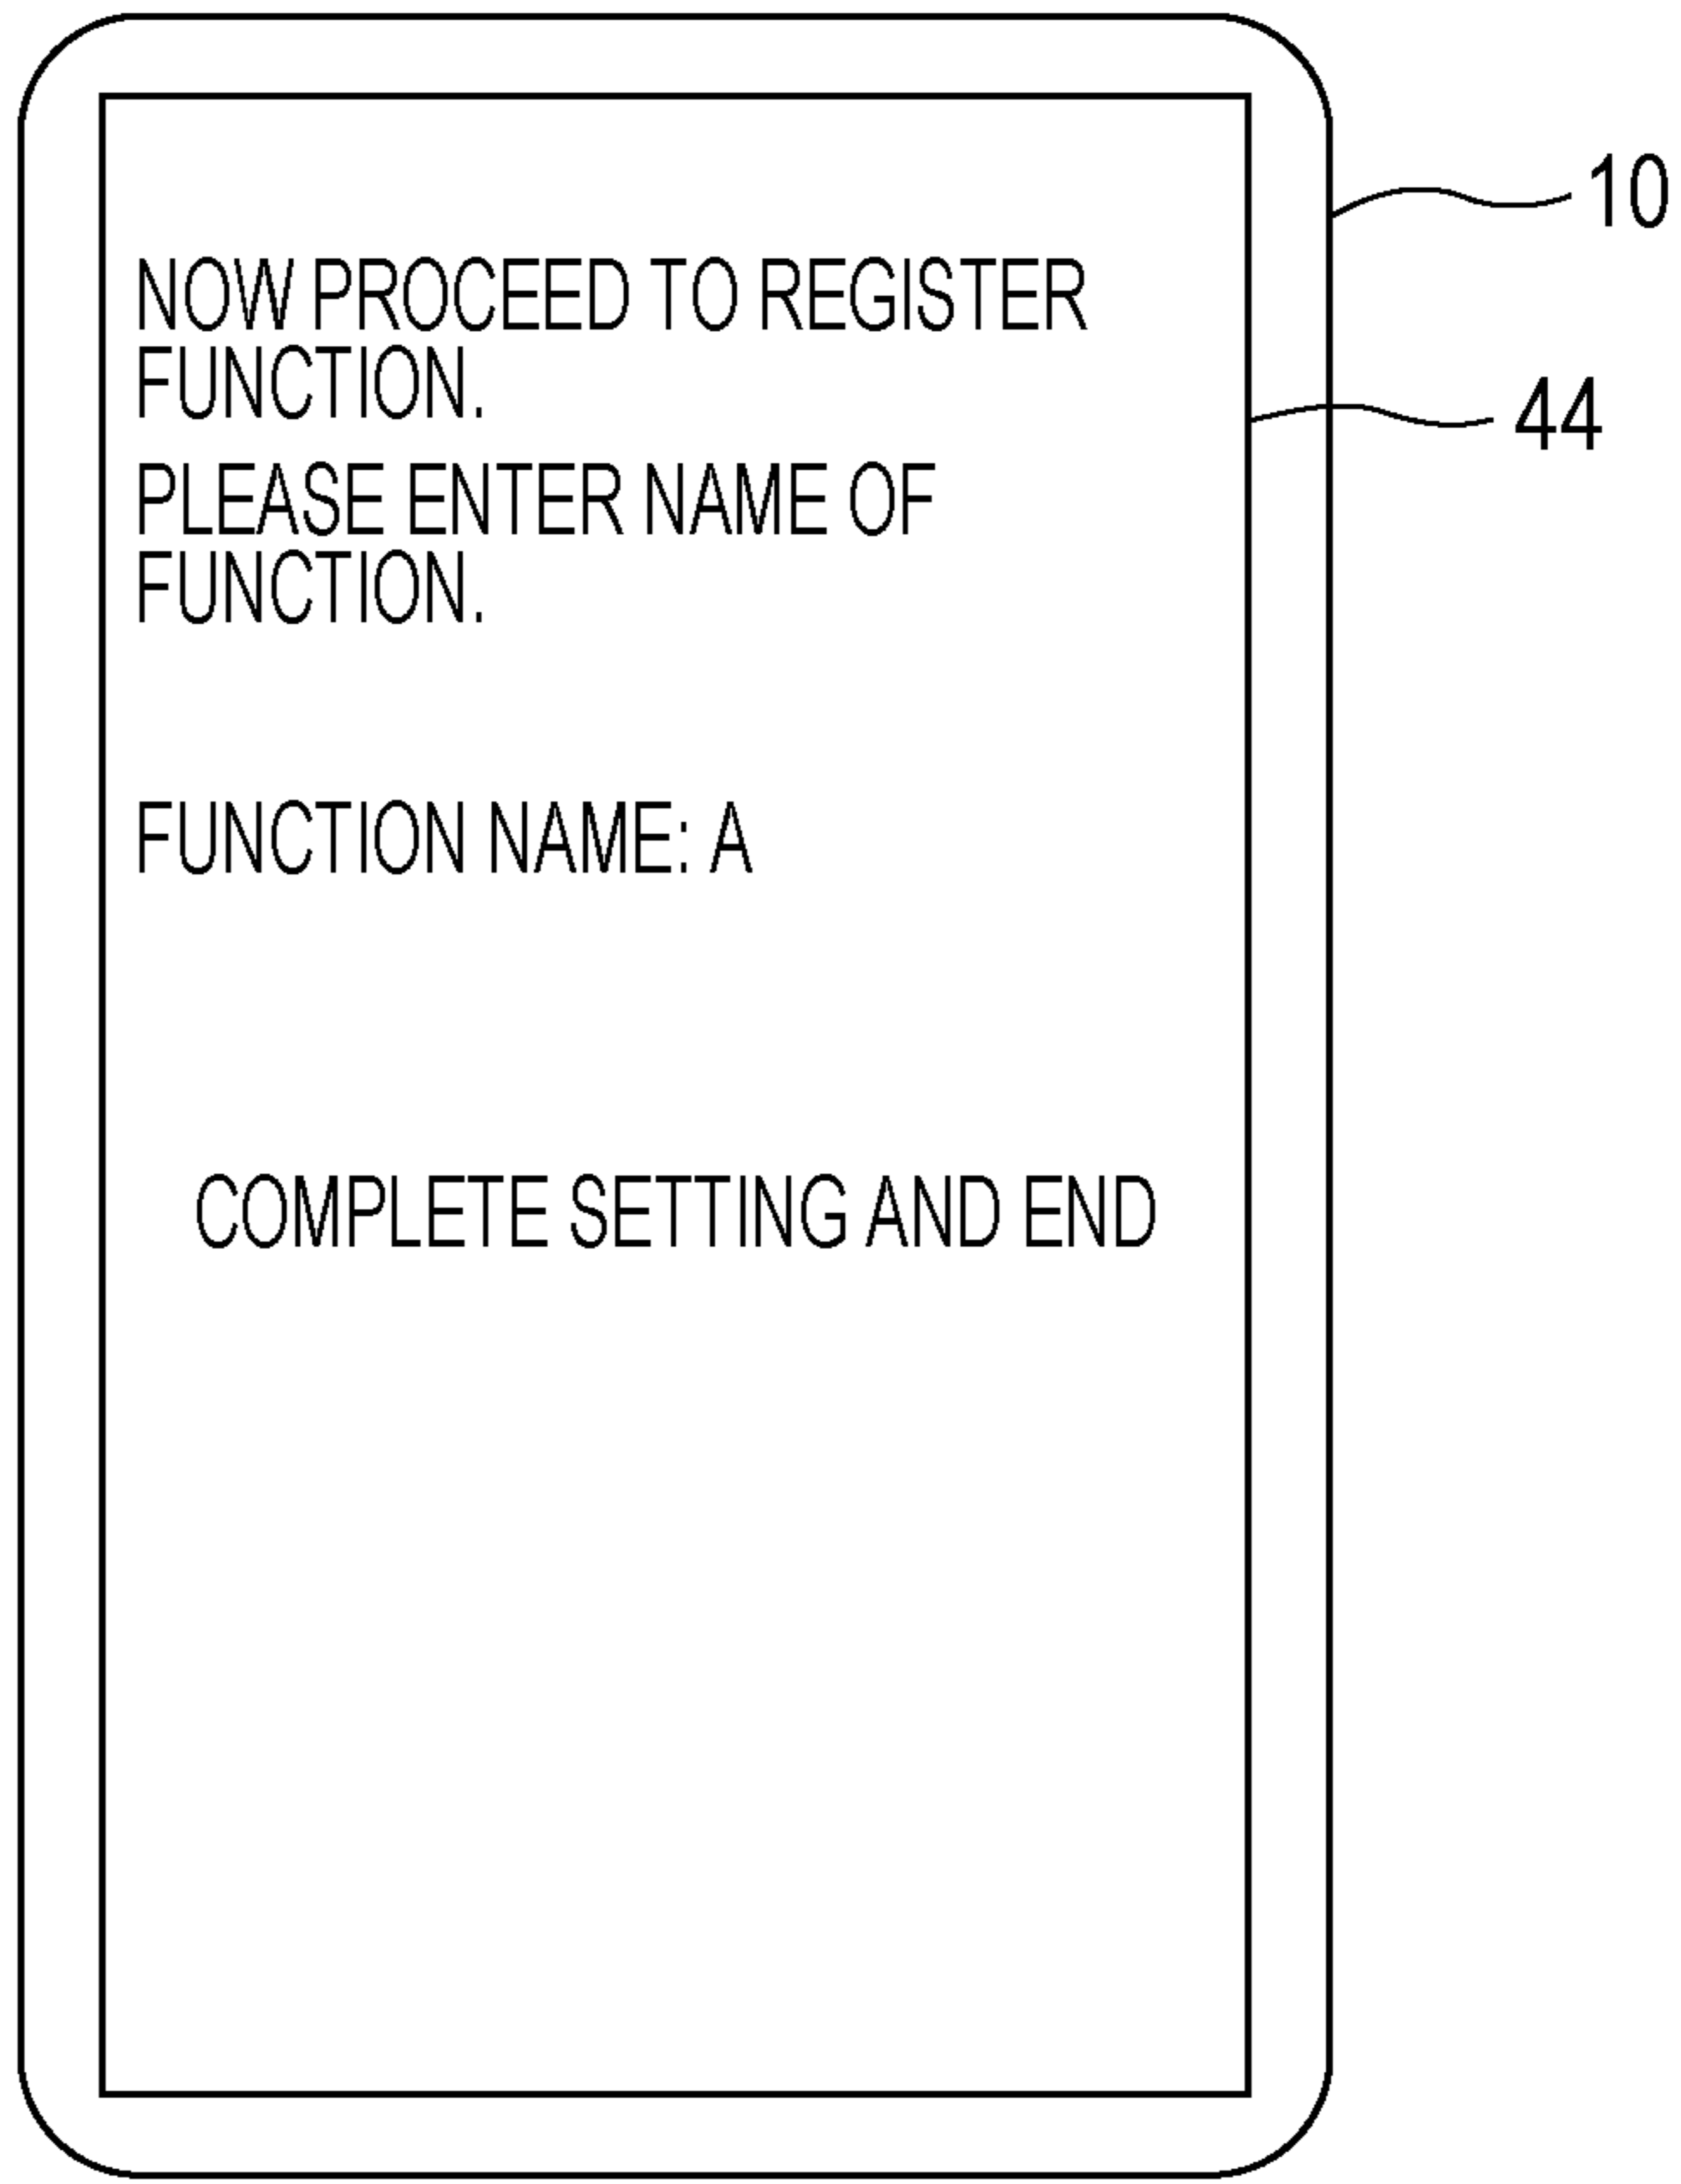 10
NOW PROCEED TO REGISTER
FUNCTION.
44
PLEASE ENTER NAME OF
FUNCTION.
FUNCTION NAME: A
COMPLETE SETTING AND END